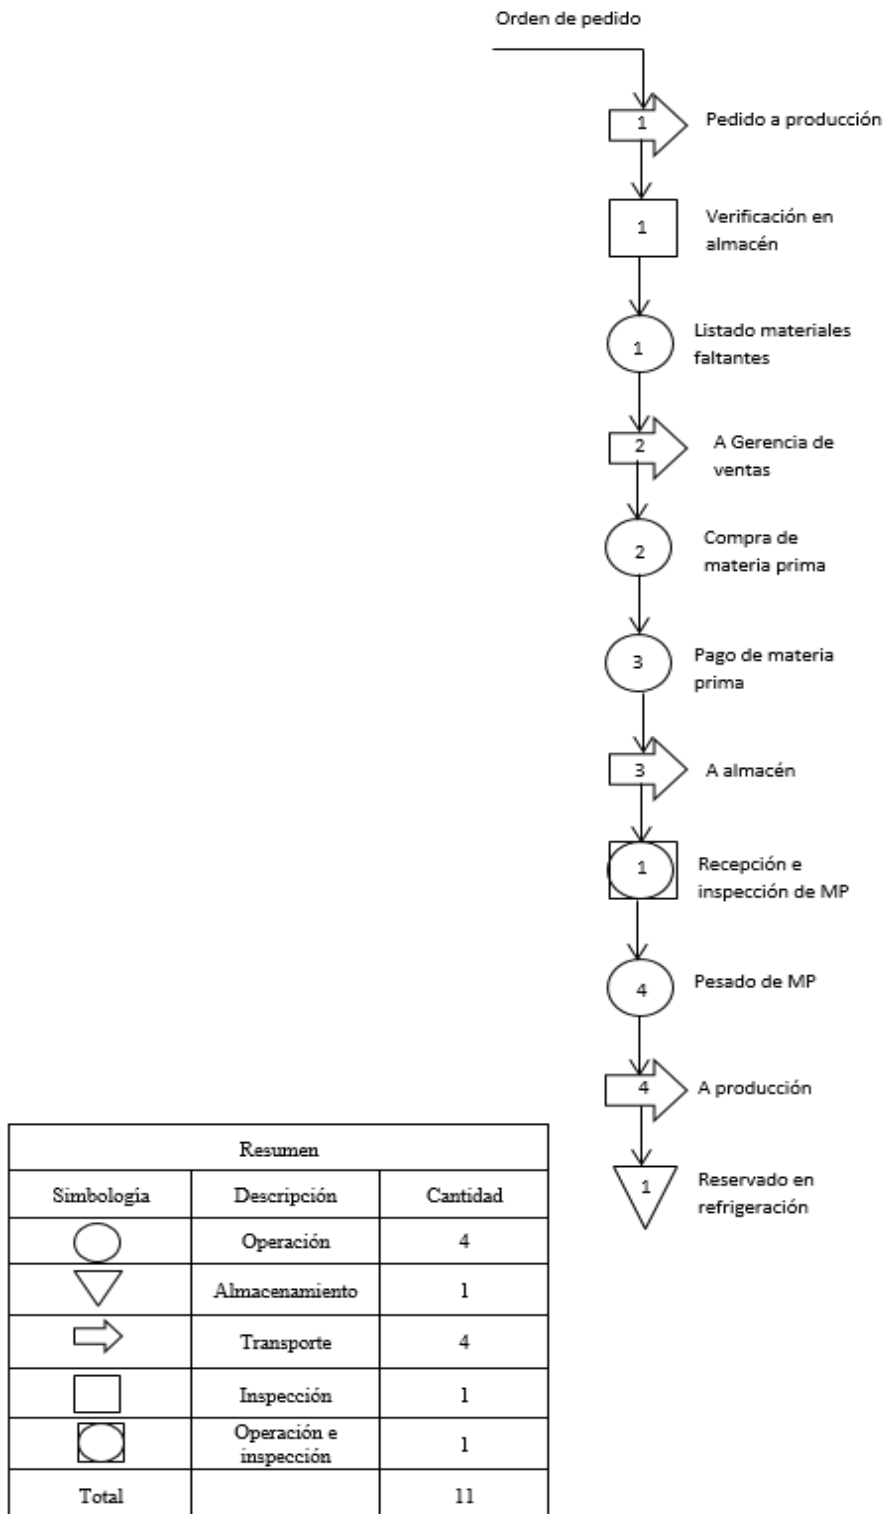 Orden de pedido
1
Pedido a producción
1
Verificación en
almacén
1
Listado materiales
faltantes
2
A Gerencia de
ventas
2
Compra de
materia prima
3
Pago de materia
prima
3
A almacén
1
Recepción e
inspección de MP
4
Pesado de MP
4
A producción
1
Reservado en
refrigeración
Resumen
Simbología Descripción Cantidad
Operación 4
Almacenamiento 1
Transporte 4
Inspección 1
Operación e
inspección 1
Total 11